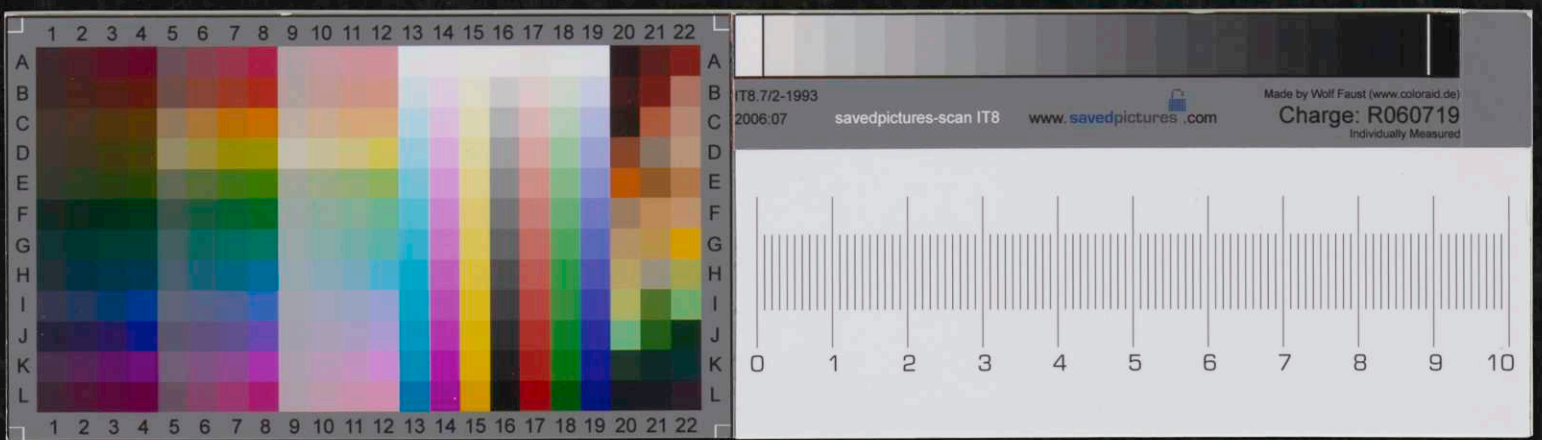 1 2 3 4 5 6 7 8 9 10 11 12 13 14 15 16 17 18 19 20 21 22
A A
B B
C C
D D
E E
F F
G G
H H
I I
J J
K K
L L
1 2 3 4 5 6 7 8 9 10 11 12 13 14 15 16 17 18 19 20 21 22
IT8.7/2-1993
2006:07
savedpictures-scan IT8
www.savedpictures.com
Made by Wolf Faust (www.coloraid.de)
Charge: R060719
Individually Measured
0 1 2 3 4 5 6 7 8 9 10